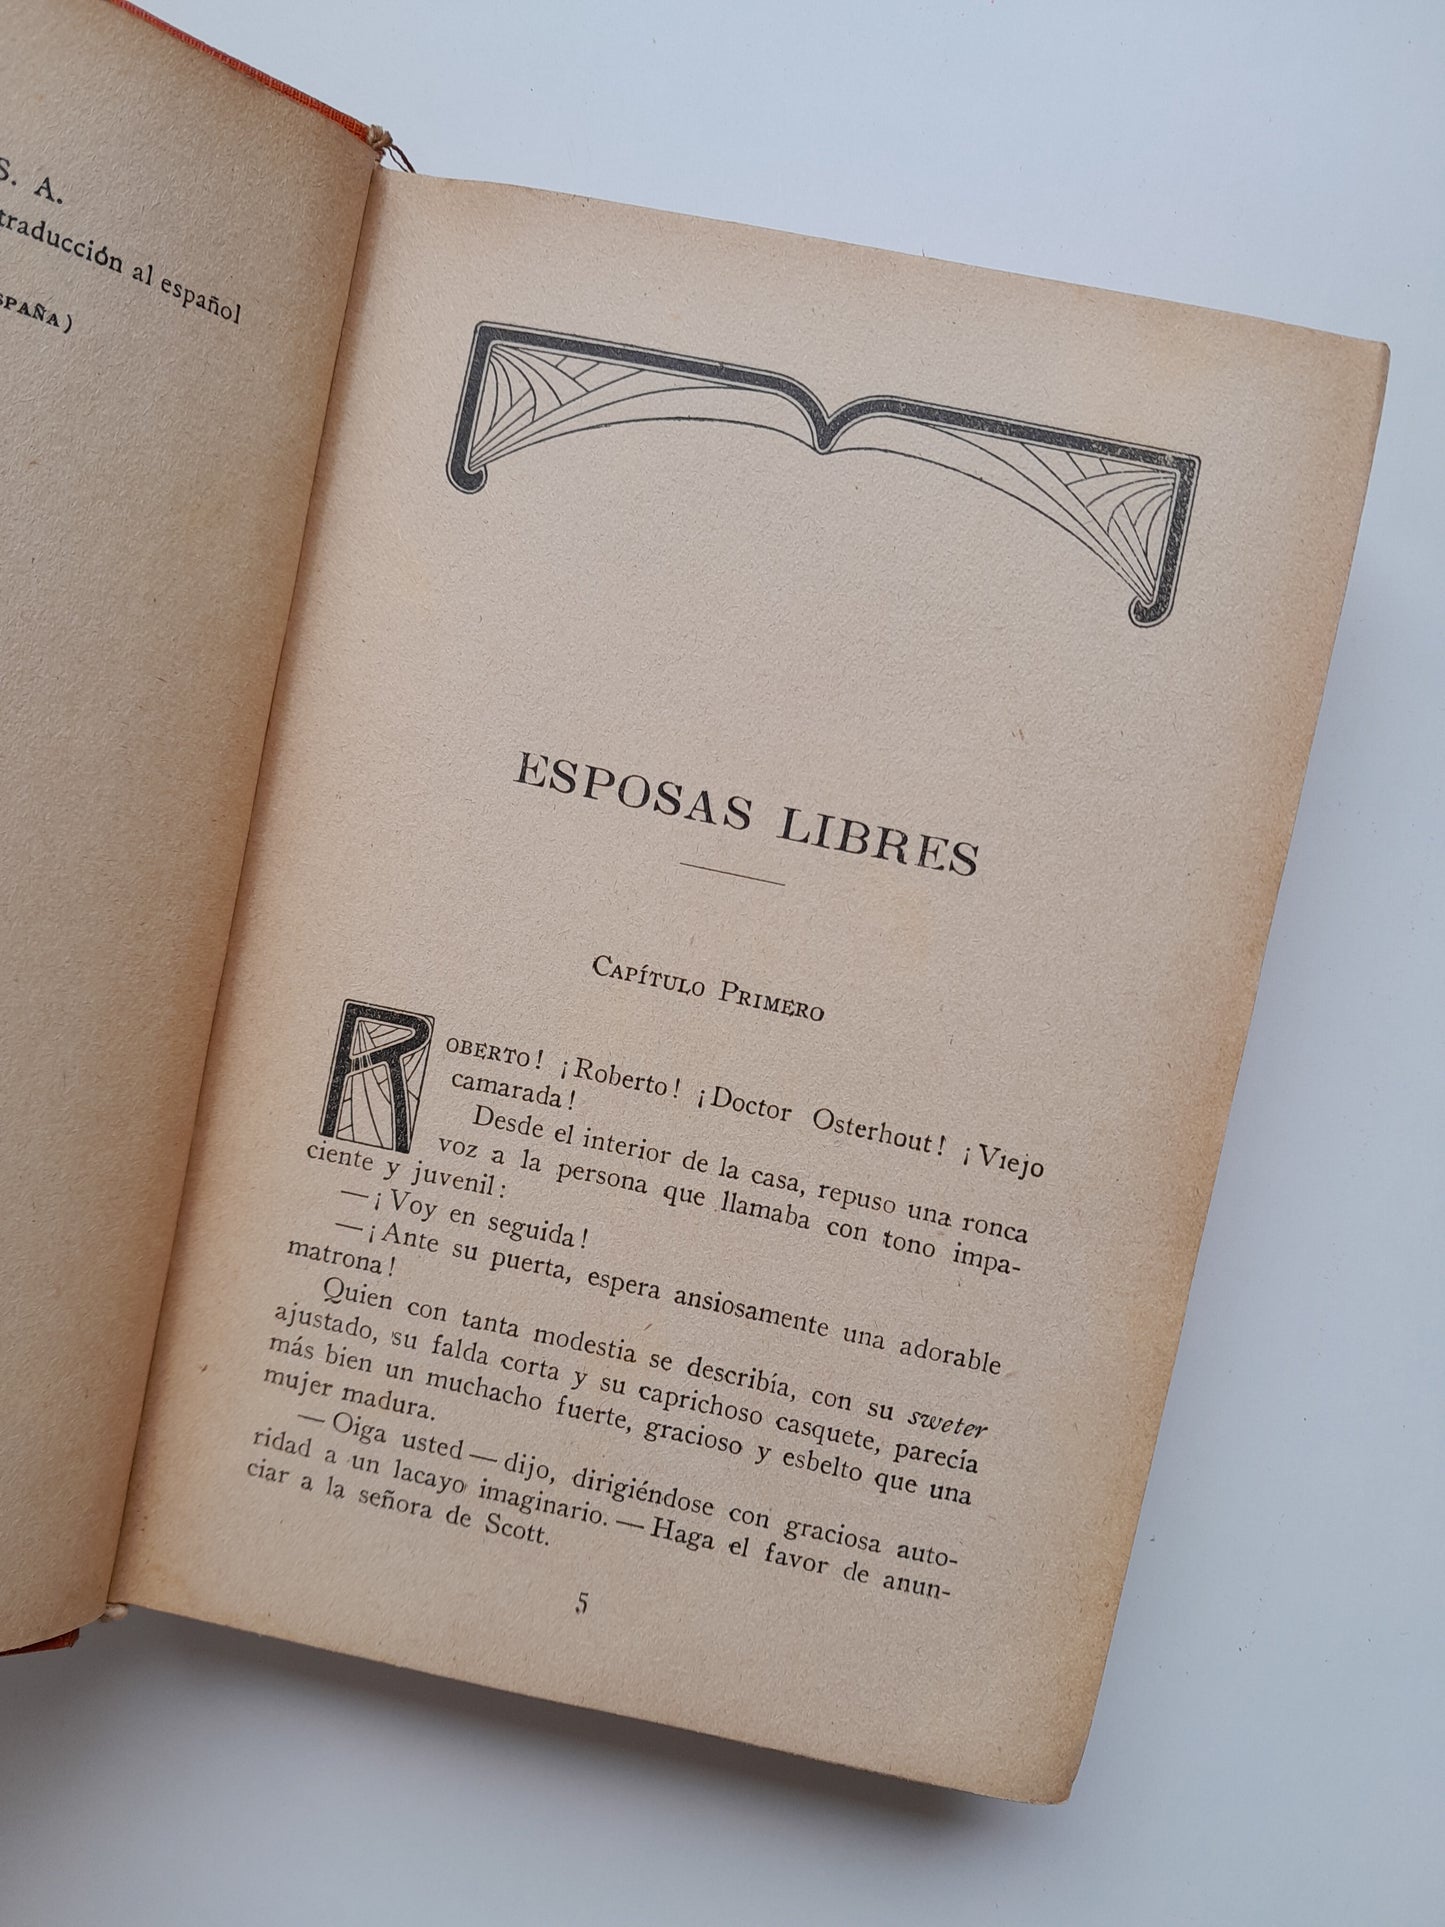 S. A.
traducción al español
SPAÑA)
ESPOSAS LIBRES
CAPÍTULO PRIMERO
ROBERTO! ¡Roberto! ¡Doctor Osterhout! ¡Viejo
camarada!
Desde el interior de la casa, repuso una ronca
voz a la persona que llamaba con tono impa-
ciente y juvenil:
—¡Voy en seguida!
—¡Ante su puerta, espera ansiosamente una adorable
matrona!
Quien con tanta modestia se describía, con su sweter
ajustado, su falda corta y su caprichoso casquete, parecía
más bien un muchacho fuerte, gracioso y esbelto que una
mujer madura.
—Oiga usted—dijo, dirigiéndose con graciosa auto-
ridad a un lacayo imaginario.—Haga el favor de anun-
ciar a la señora de Scott.
5